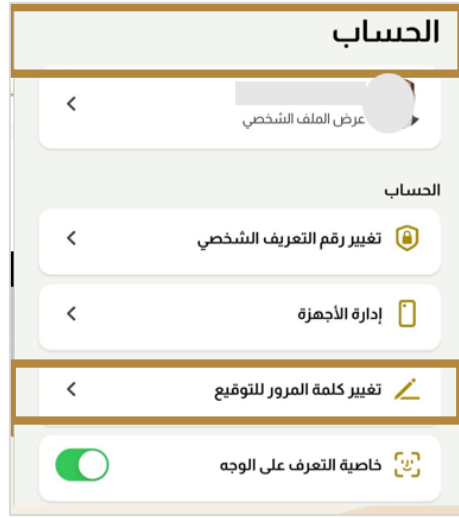 الحساب
عرض الملف الشخصي
الحساب
تغيير رقم التعريف الشخصي
إدارة الأجهزة
تغيير كلمة المرور للتوقيع
خاصية التعرف على الوجه